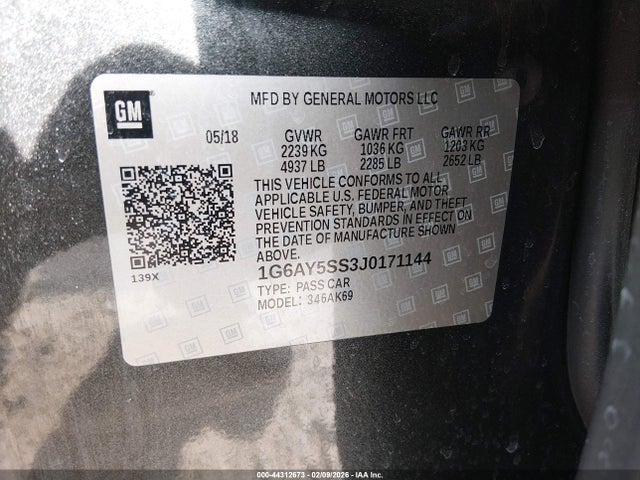 GM
MFD BY GENERAL MOTORS LLC
05/18 GVWR GAWR FRT GAWR RR
2239 KG 1036 KG 1203 KG
4937 LB 2285 LB 2652 LB
THIS VEHICLE CONFORMS TO ALL
APPLICABLE U.S. FEDERAL MOTOR
VEHICLE SAFETY, BUMPER, AND THEFT
PREVENTION STANDARDS IN EFFECT ON
THE DATE OF MANUFACTURE SHOWN
ABOVE.
139X
1G6AY5SS3J0171144
TYPE: PASS CAR
MODEL: 346AK69
000-44312673 - 02/09/2026 - IAA Inc.